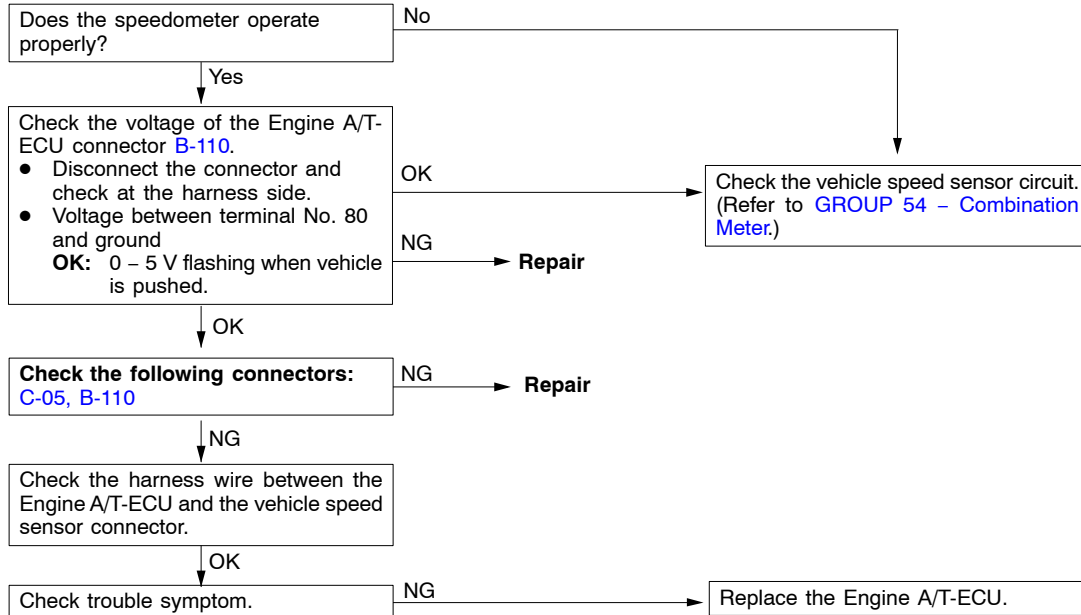 Does the speedometer operate
properly?
No
Yes
Check the voltage of the Engine A/T-
ECU connector B-110.
● Disconnect the connector and
check at the harness side.
● Voltage between terminal No. 80
and ground
OK: 0 – 5 V flashing when vehicle
is pushed.
OK
NG
Repair
Check the vehicle speed sensor circuit.
(Refer to GROUP 54 – Combination
Meter.)
OK
Check the following connectors:
C-05, B-110
NG
Repair
NG
Check the harness wire between the
Engine A/T-ECU and the vehicle speed
sensor connector.
OK
Check trouble symptom.
NG
Replace the Engine A/T-ECU.